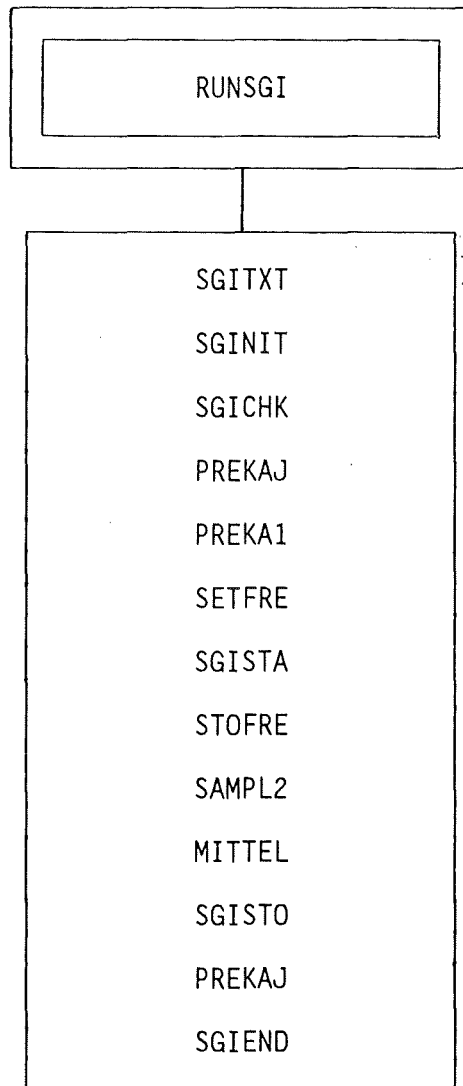 RUNSGI
SGITXT
SGINIT
SGICHK
PREKAJ
PREKA1
SETFRE
SGISTA
STOFRE
SAMPL2
MITTEL
SGISTO
PREKAJ
SGIEND